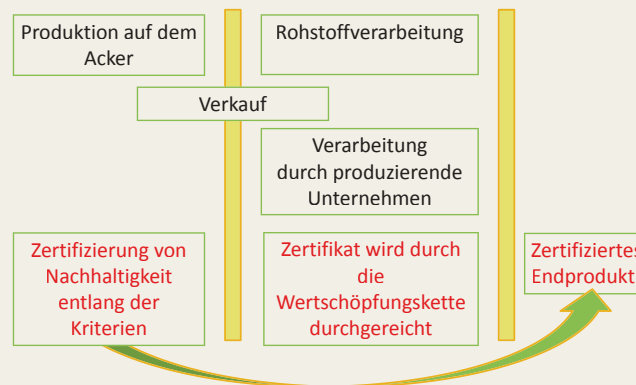 Produktion auf dem
Acker
Rohstoffverarbeitung
Verkauf
Verarbeitung
durch produzierende
Unternehmen
Zertifizierung von
Nachhaltigkeit
entlang der
Kriterien
Zertifikat wird durch
die
Wertschöpfungskette
durchgereicht
Zertifiziertes
Endprodukt